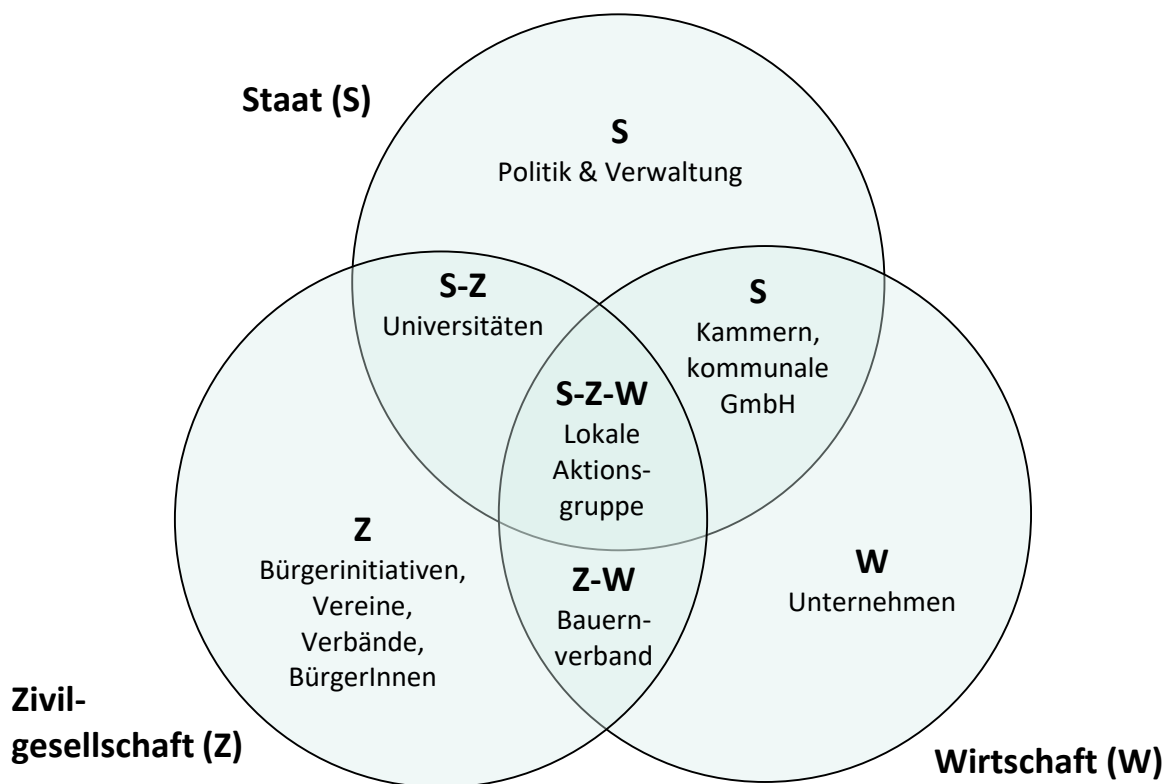 Staat (S)
S
Politik & Verwaltung
S-Z
Universitäten
S
Kammern,
kommunale
GmbH
S-Z-W
Lokale
Aktions-
gruppe
Z
Bürgerinitiativen,
Vereine,
Verbände,
BürgerInnen
Z-W
Bauern-
verband
W
Unternehmen
Zivil-
gesellschaft (Z)
Wirtschaft (W)